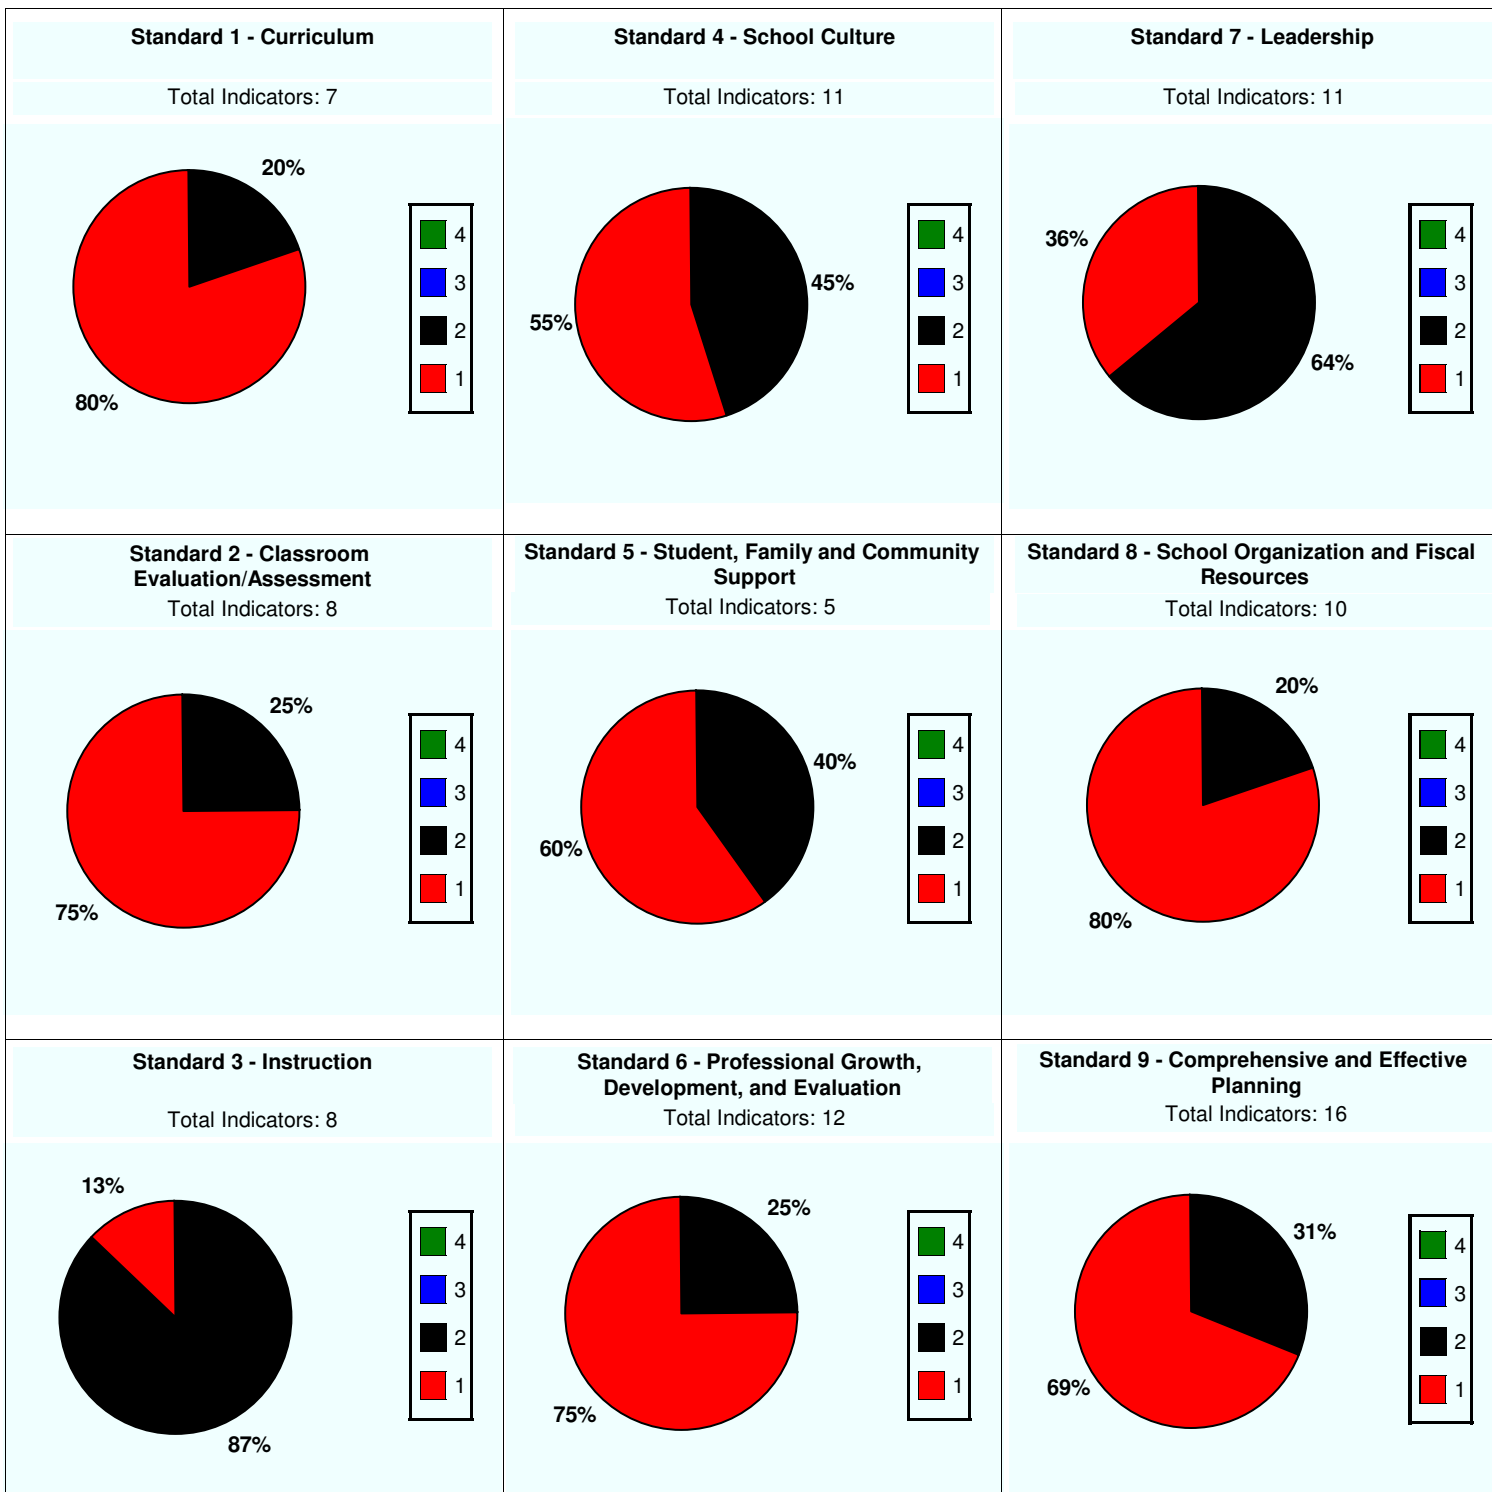 Standard 1 - Curriculum
Total Indicators: 7
20%
80%
4
3
2
1
Standard 4 - School Culture
Total Indicators: 11
45%
55%
4
3
2
1
Standard 7 - Leadership
Total Indicators: 11
36%
64%
4
3
2
1
Standard 2 - Classroom
Evaluation/Assessment
Total Indicators: 8
25%
75%
4
3
2
1
Standard 5 - Student, Family and Community
Support
Total Indicators: 5
40%
60%
4
3
2
1
Standard 8 - School Organization and Fiscal
Resources
Total Indicators: 10
20%
80%
4
3
2
1
Standard 3 - Instruction
Total Indicators: 8
13%
87%
4
3
2
1
Standard 6 - Professional Growth,
Development, and Evaluation
Total Indicators: 12
25%
75%
4
3
2
1
Standard 9 - Comprehensive and Effective
Planning
Total Indicators: 16
31%
69%
4
3
2
1